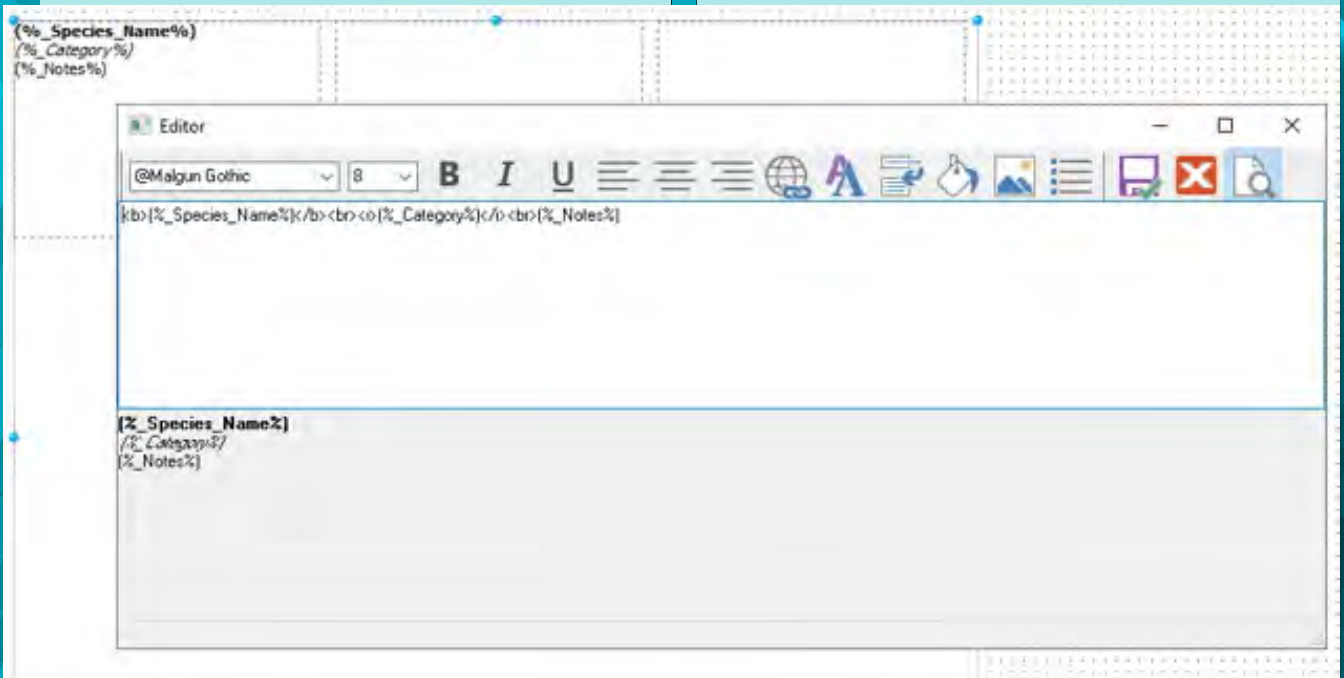 (%_Species_Name%)
(%_Category%)
(%_Notes%)
Editor
@Malgun Gothic 8 B I U
<b>(%_Species_Name%)</b><br><i>(%_Category%)</i><br>(%_Notes%)
(%_Species_Name%)
(%_Category%)
(%_Notes%)